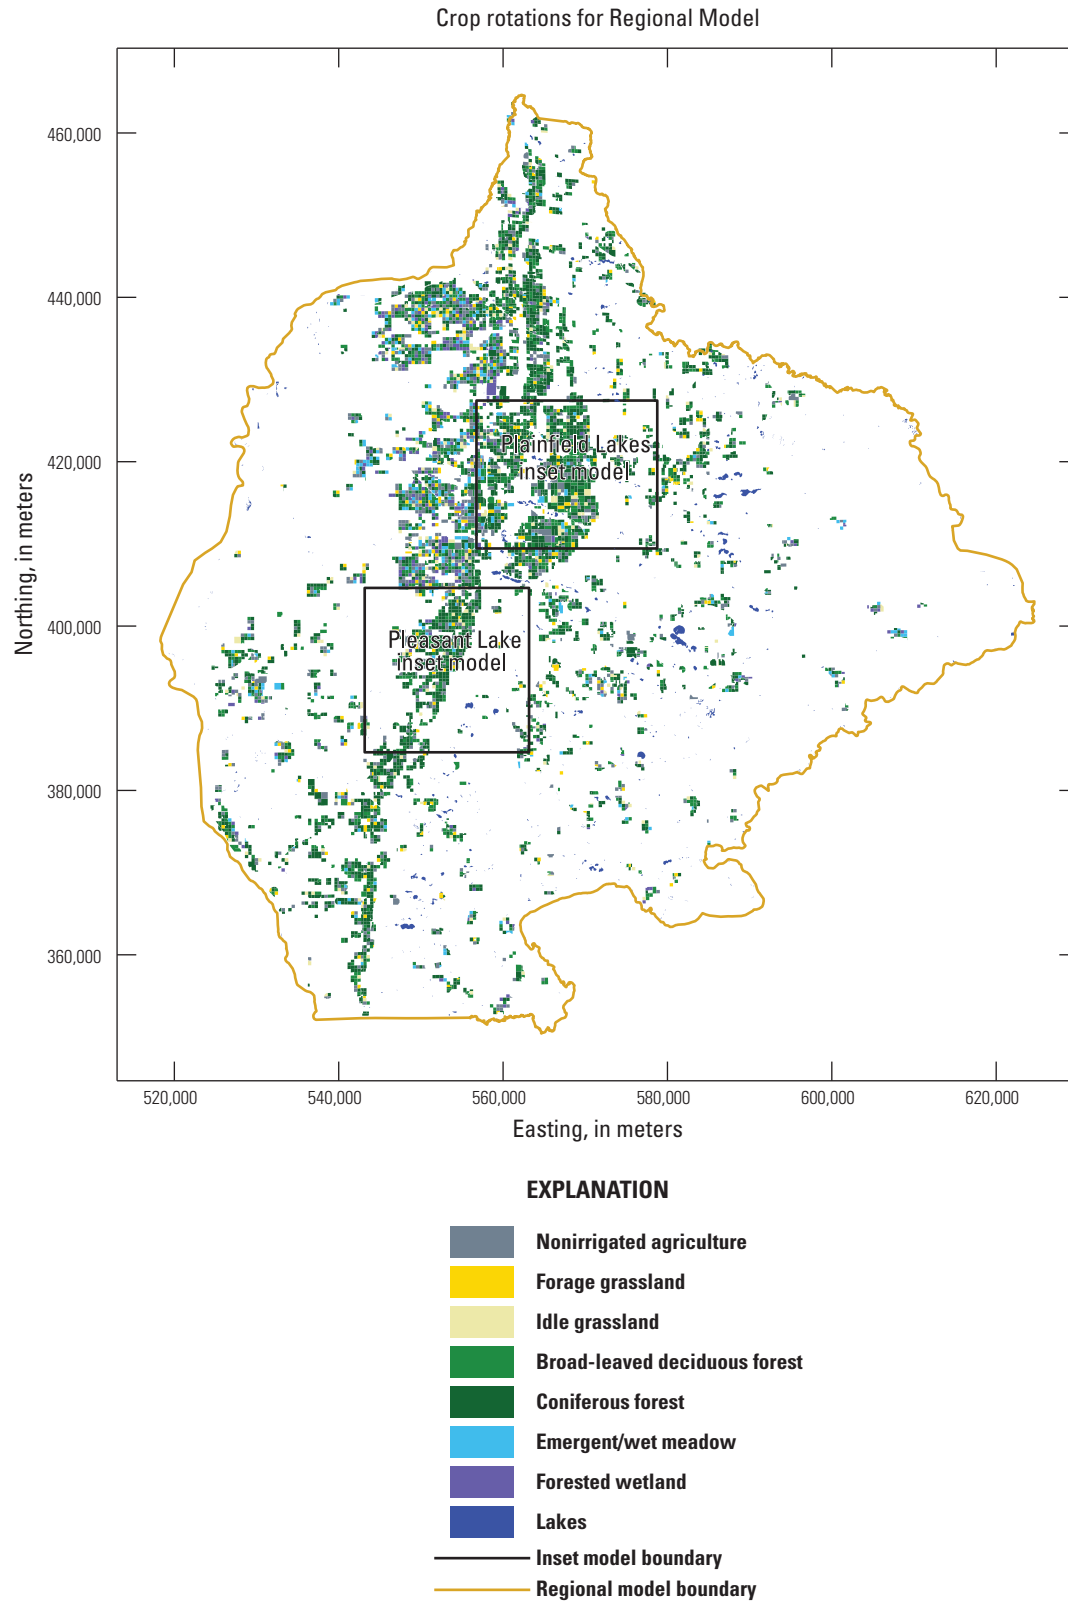 Crop rotations for Regional Model
460,000
440,000
420,000
400,000
380,000
360,000
Northing, in meters
Plainfield Lakes
inset model
Pleasant Lake
inset model
520,000
540,000
560,000
580,000
600,000
620,000
Easting, in meters
EXPLANATION
Nonirrigated agriculture
Forage grassland
Idle grassland
Broad-leaved deciduous forest
Coniferous forest
Emergent/wet meadow
Forested wetland
Lakes
Inset model boundary
Regional model boundary